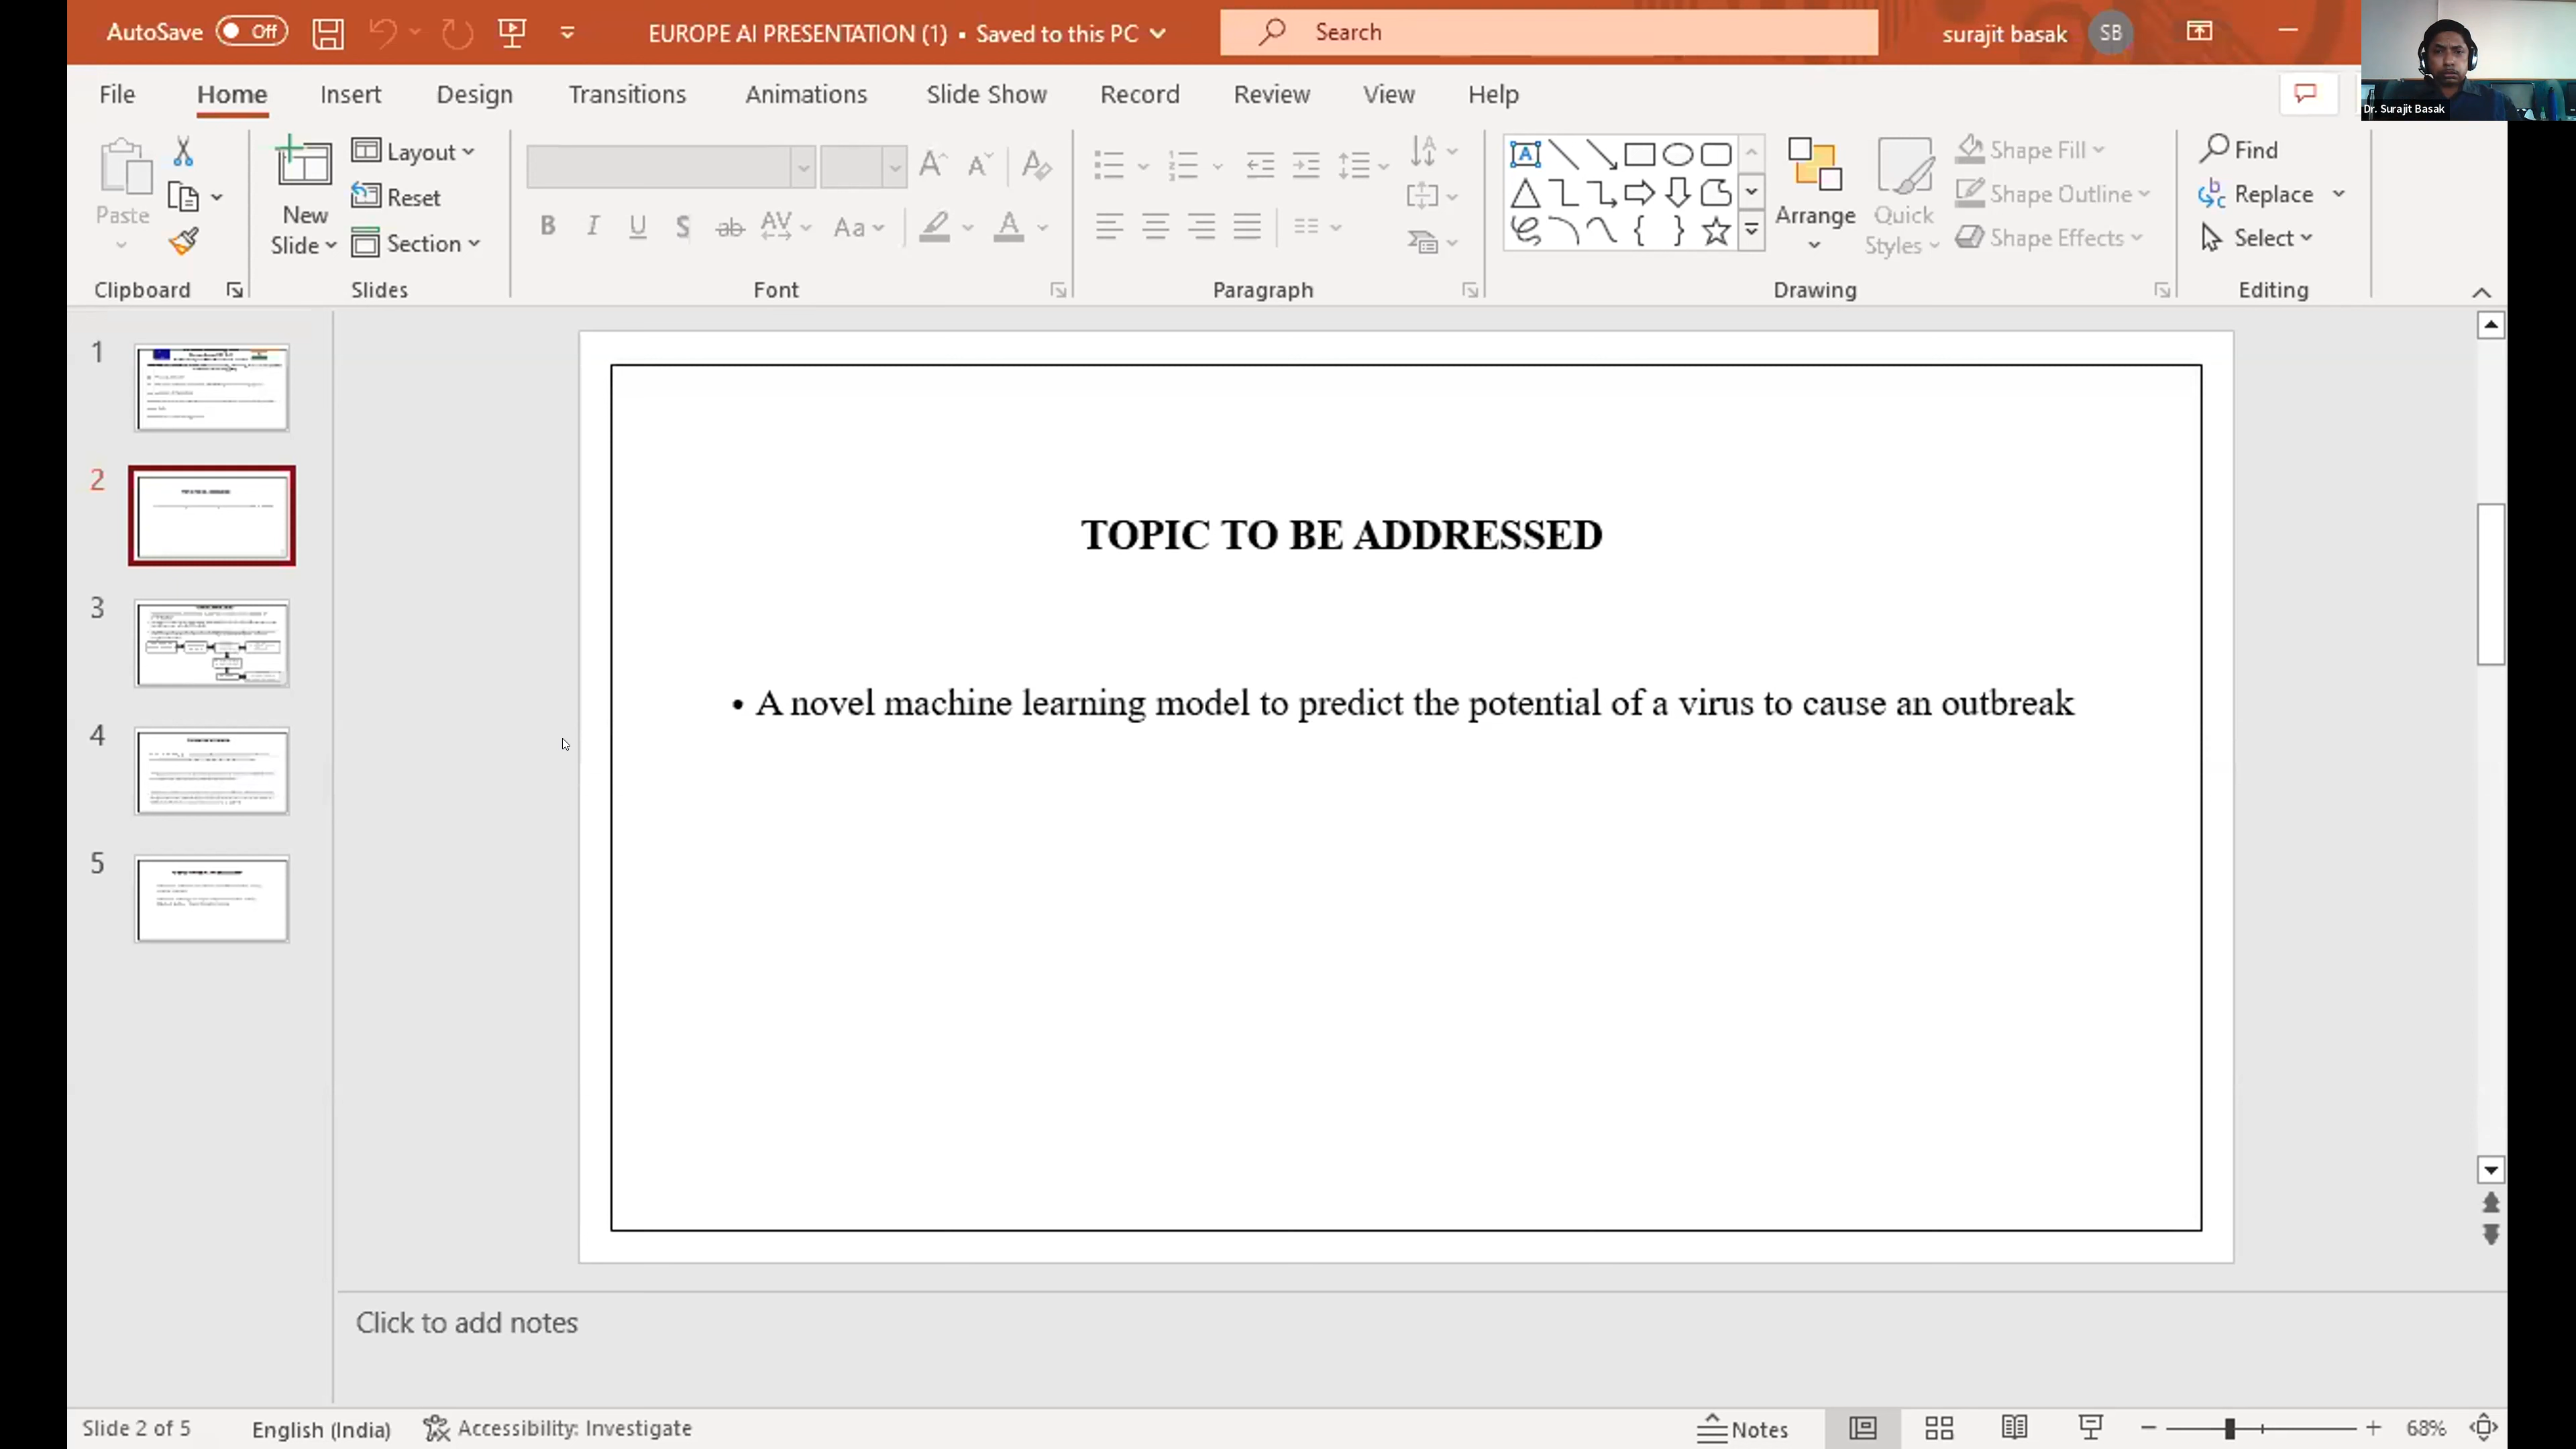 AutoSave Off EUROPE AI PRESENTATION (1) • Saved to this PC Search surajit basak SB
Dr. Surajit Basak
File Home Insert Design Transitions Animations Slide Show Record Review View Help
Paste
New Slide
Layout
Reset
Section
B I U S ab AV Aa A
Arrange
Quick Styles
Shape Fill
Shape Outline
Shape Effects
Find
Replace
Select
Clipboard Slides Font Paragraph Drawing Editing
1
2
3
4
5
TOPIC TO BE ADDRESSED
• A novel machine learning model to predict the potential of a virus to cause an outbreak
Click to add notes
Slide 2 of 5 English (India) Accessibility: Investigate Notes 68%